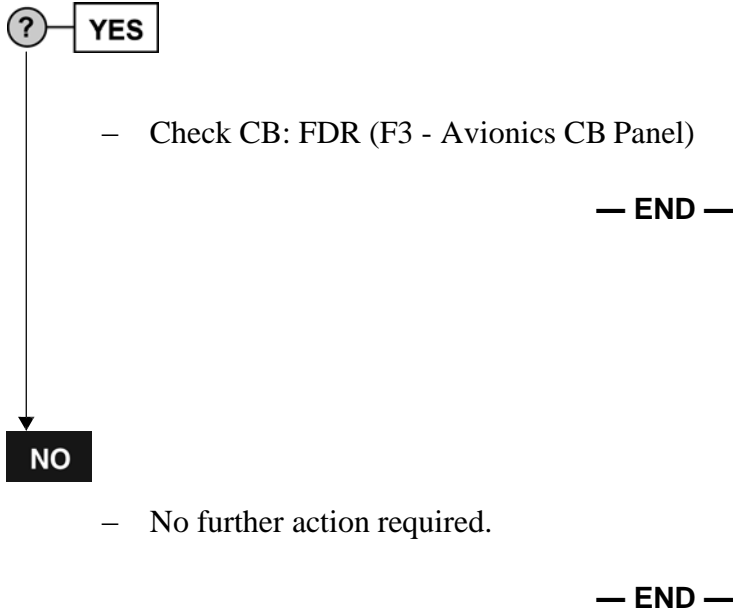 ? YES
– Check CB: FDR (F3 - Avionics CB Panel)
— END —
NO
– No further action required.
— END —